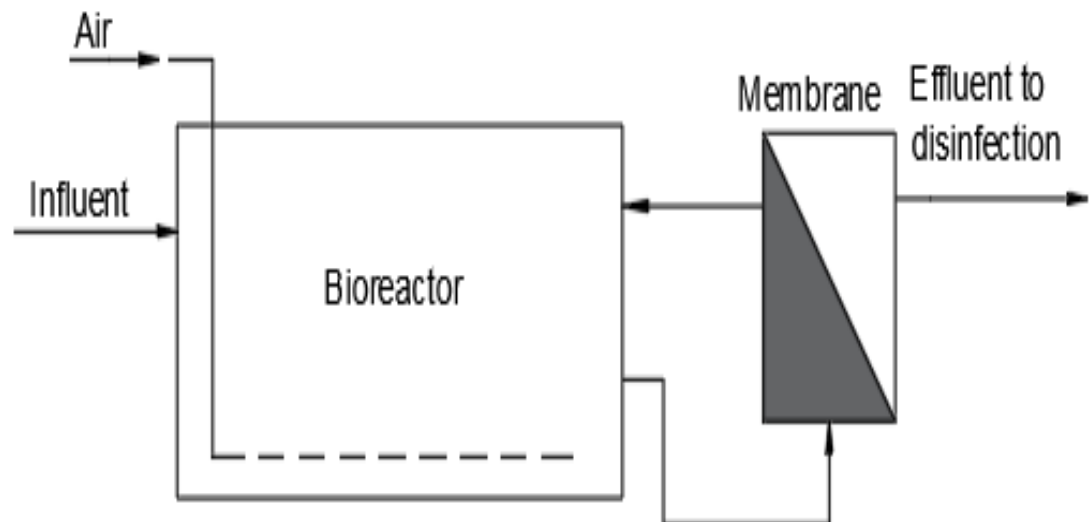 Air
Membrane
Effluent to
disinfection
Influent
Bioreactor